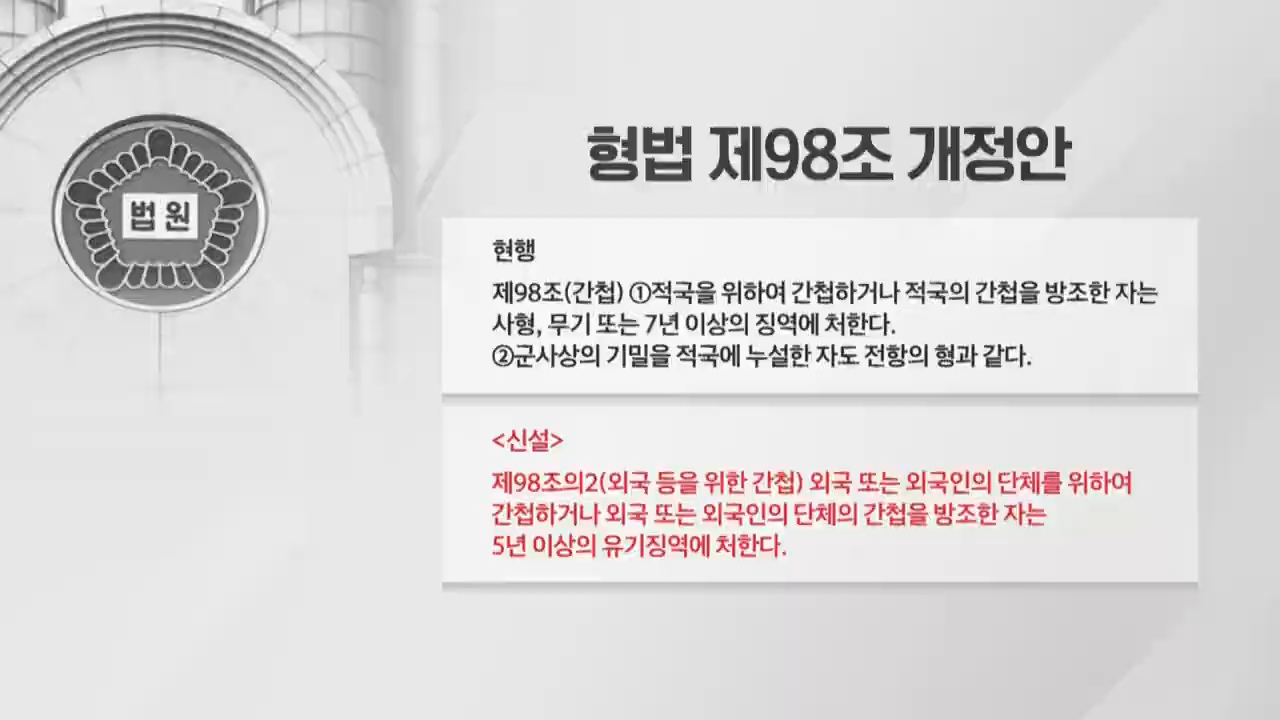 법원
형법 제98조 개정안
현행
제98조(간첩) ①적국을 위하여 간첩하거나 적국의 간첩을 방조한 자는
사형, 무기 또는 7년 이상의 징역에 처한다.
②군사상의 기밀을 적국에 누설한 자도 전항의 형과 같다.
<신설>
제98조의2(외국 등을 위한 간첩) 외국 또는 외국인의 단체를 위하여
간첩하거나 외국 또는 외국인의 단체의 간첩을 방조한 자는
5년 이상의 유기징역에 처한다.